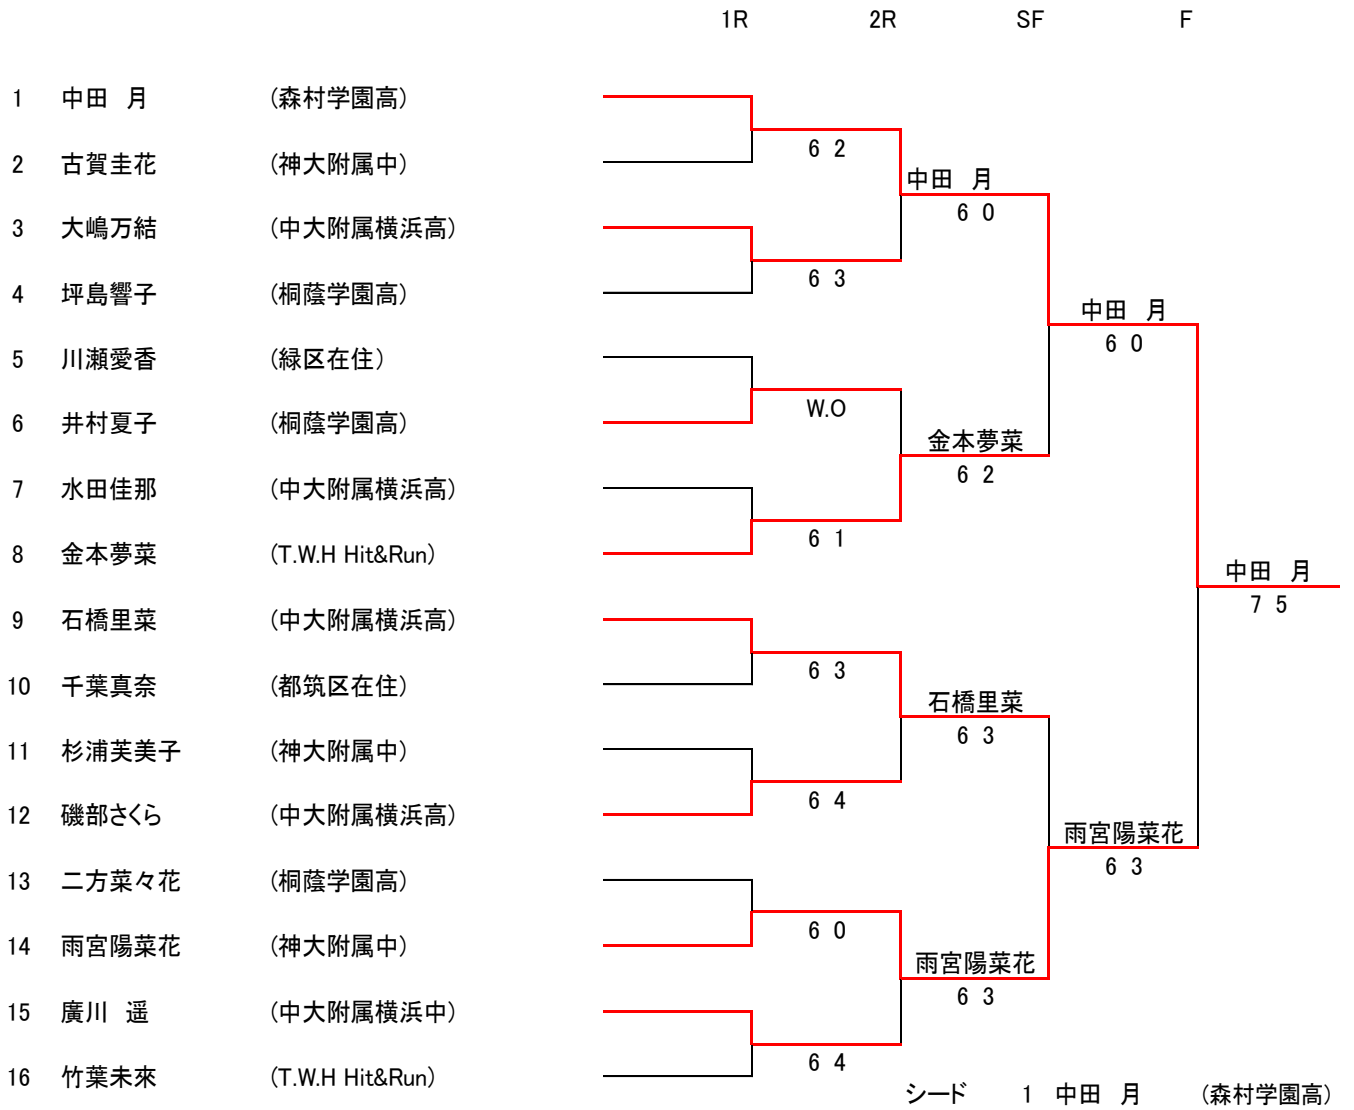 1R 2R SF F
1 中田　月 (森村学園高)
6 2
2 古賀圭花 (神大附属中)
中田　月
6 0
3 大嶋万結 (中大附属横浜高)
6 3
4 坪島響子 (桐蔭学園高)
中田　月
6 0
5 川瀬愛香 (緑区在住)
W.O
6 井村夏子 (桐蔭学園高)
金本夢菜
6 2
7 水田佳那 (中大附属横浜高)
6 1
8 金本夢菜 (T.W.H Hit&Run)
中田　月
7 5
9 石橋里菜 (中大附属横浜高)
6 3
10 千葉真奈 (都筑区在住)
石橋里菜
6 3
11 杉浦芙美子 (神大附属中)
6 4
12 磯部さくら (中大附属横浜高)
雨宮陽菜花
6 3
13 二方菜々花 (桐蔭学園高)
6 0
14 雨宮陽菜花 (神大附属中)
雨宮陽菜花
6 3
15 廣川　遥 (中大附属横浜中)
6 4
16 竹葉未來 (T.W.H Hit&Run)
シード 1 中田　月 (森村学園高)